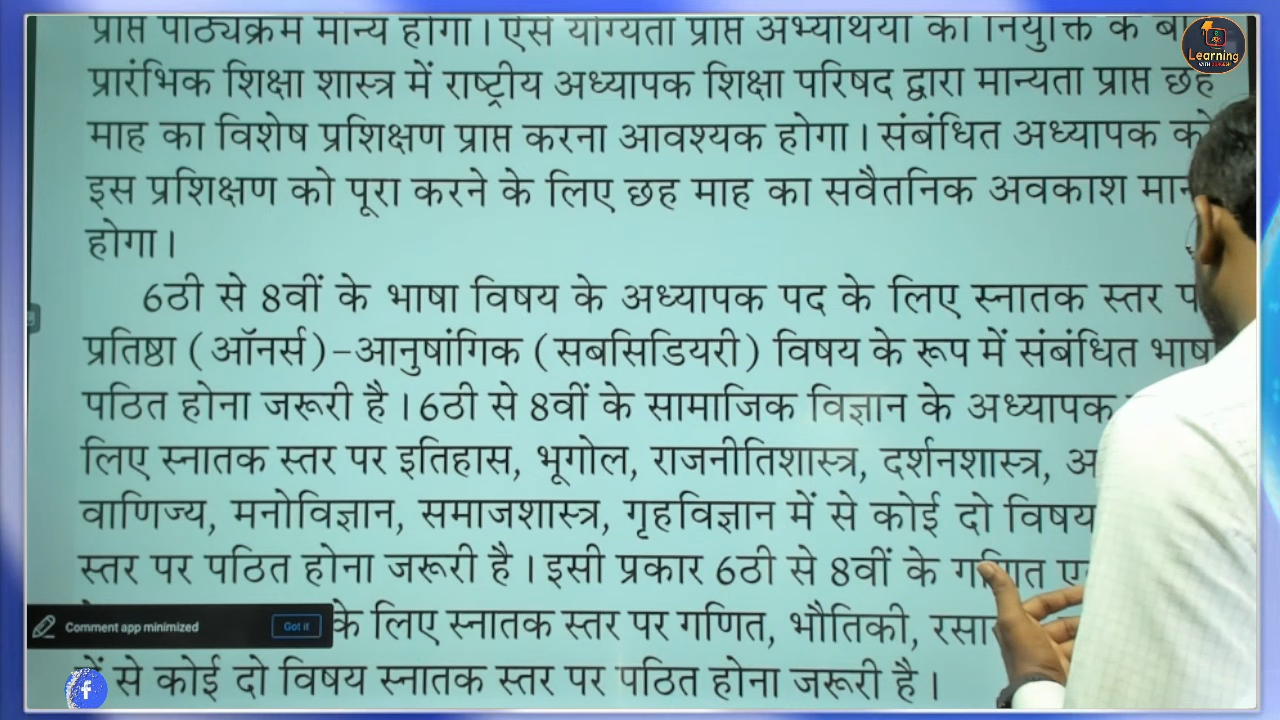 प्राप्त पाठ्यक्रम मान्य होगा। ऐसे योग्यता प्राप्त अभ्यर्थियों की नियुक्ति के
प्रारंभिक शिक्षा शास्त्र में राष्ट्रीय अध्यापक शिक्षा परिषद द्वारा मान्यता प्राप्त छह
माह का विशेष प्रशिक्षण प्राप्त करना आवश्यक होगा। संबंधित अध्यापक को
इस प्रशिक्षण को पूरा करने के लिए छह माह का सवैतनिक अवकाश
होगा।
6ठी से 8वीं के भाषा विषय के अध्यापक पद के लिए स्नातक स्तर
प्रतिष्ठा (ऑनर्स)-आनुषांगिक (सबसिडियरी) विषय के रूप में संबंधित भाषा
पठित होना जरूरी है। 6ठी से 8वीं के सामाजिक विज्ञान के अध्यापक
लिए स्नातक स्तर पर इतिहास, भूगोल, राजनीतिशास्त्र, दर्शनशास्त्र,
वाणिज्य, मनोविज्ञान, समाजशास्त्र, गृहविज्ञान में से कोई दो विषय
स्तर पर पठित होना जरूरी है। इसी प्रकार 6ठी से 8वीं के गणित
के लिए स्नातक स्तर पर गणित, भौतिकी,
में से कोई दो विषय स्नातक स्तर पर पठित होना जरूरी है।
Comment app minimized Got it
Learning
f